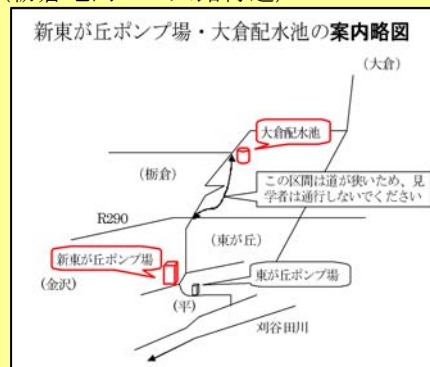 新東が丘ポンプ場・大倉配水池の案内略図
(大倉)
大倉配水池
(栃倉)
この区間は道が狭いため、見
学者は通行しないでください
R290
(東が丘)
新東が丘ポンプ場
東が丘ポンプ場
(金沢)
(平)
刈谷田川